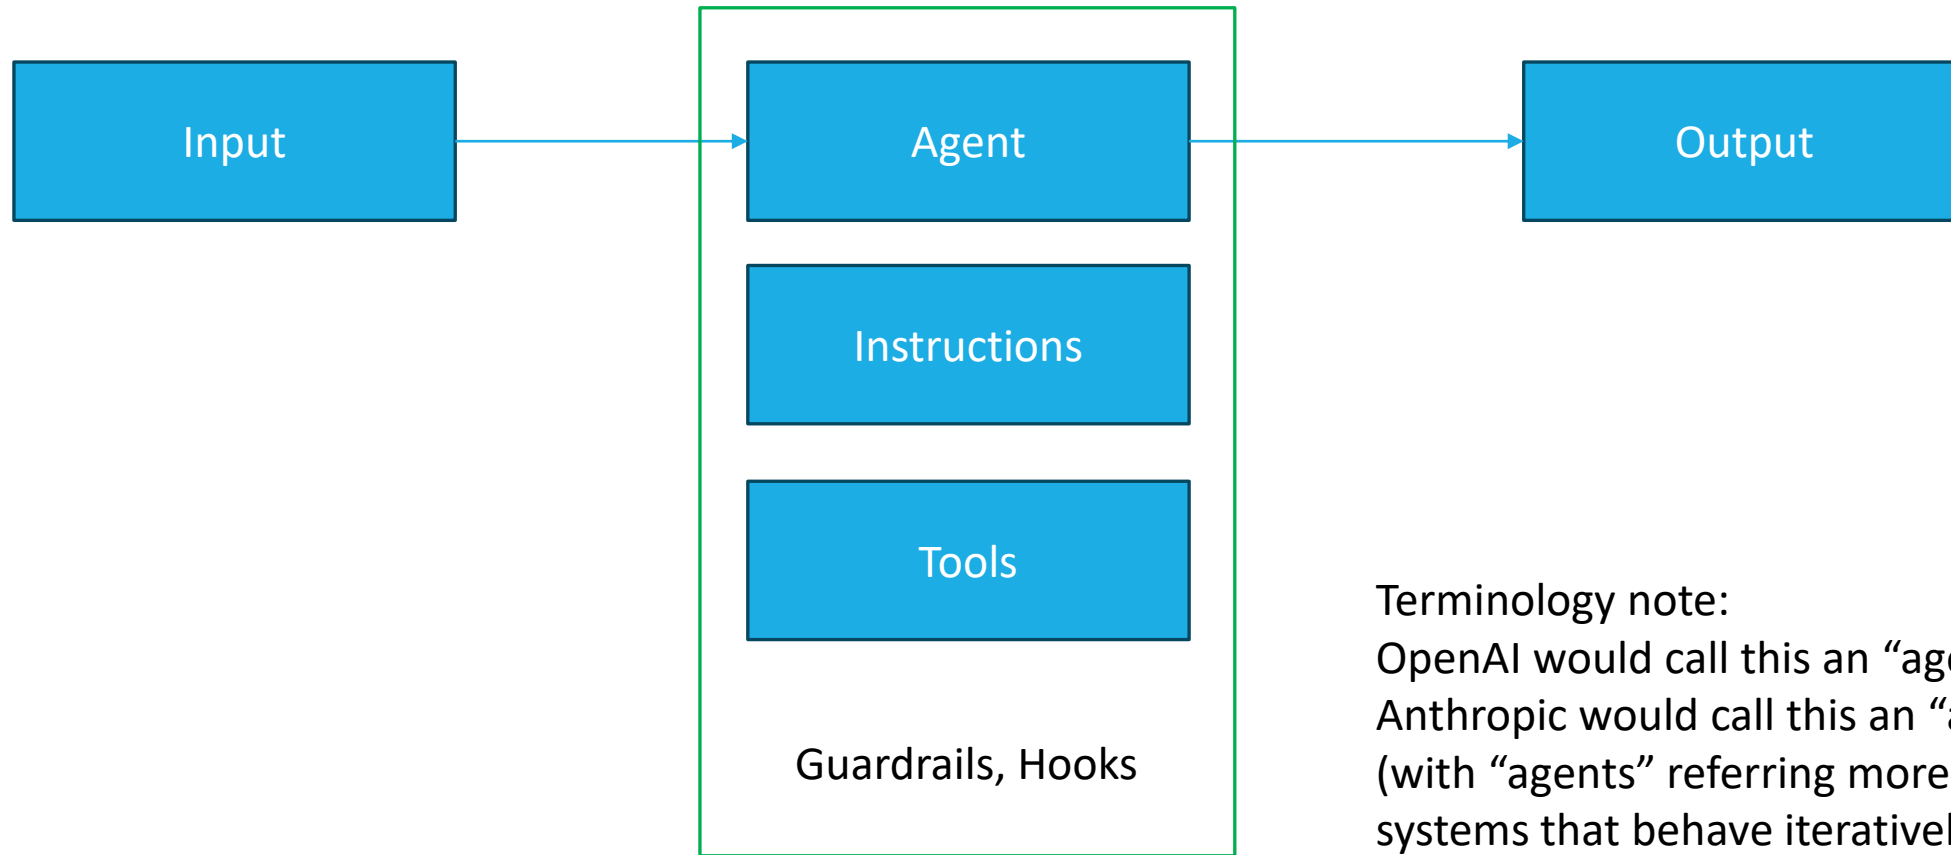 Input
Agent
Output
Instructions
Tools
Guardrails, Hooks
Terminology note:
OpenAI would call this an
Anthropic would call this an
(with “agents” referring more
systems that behave